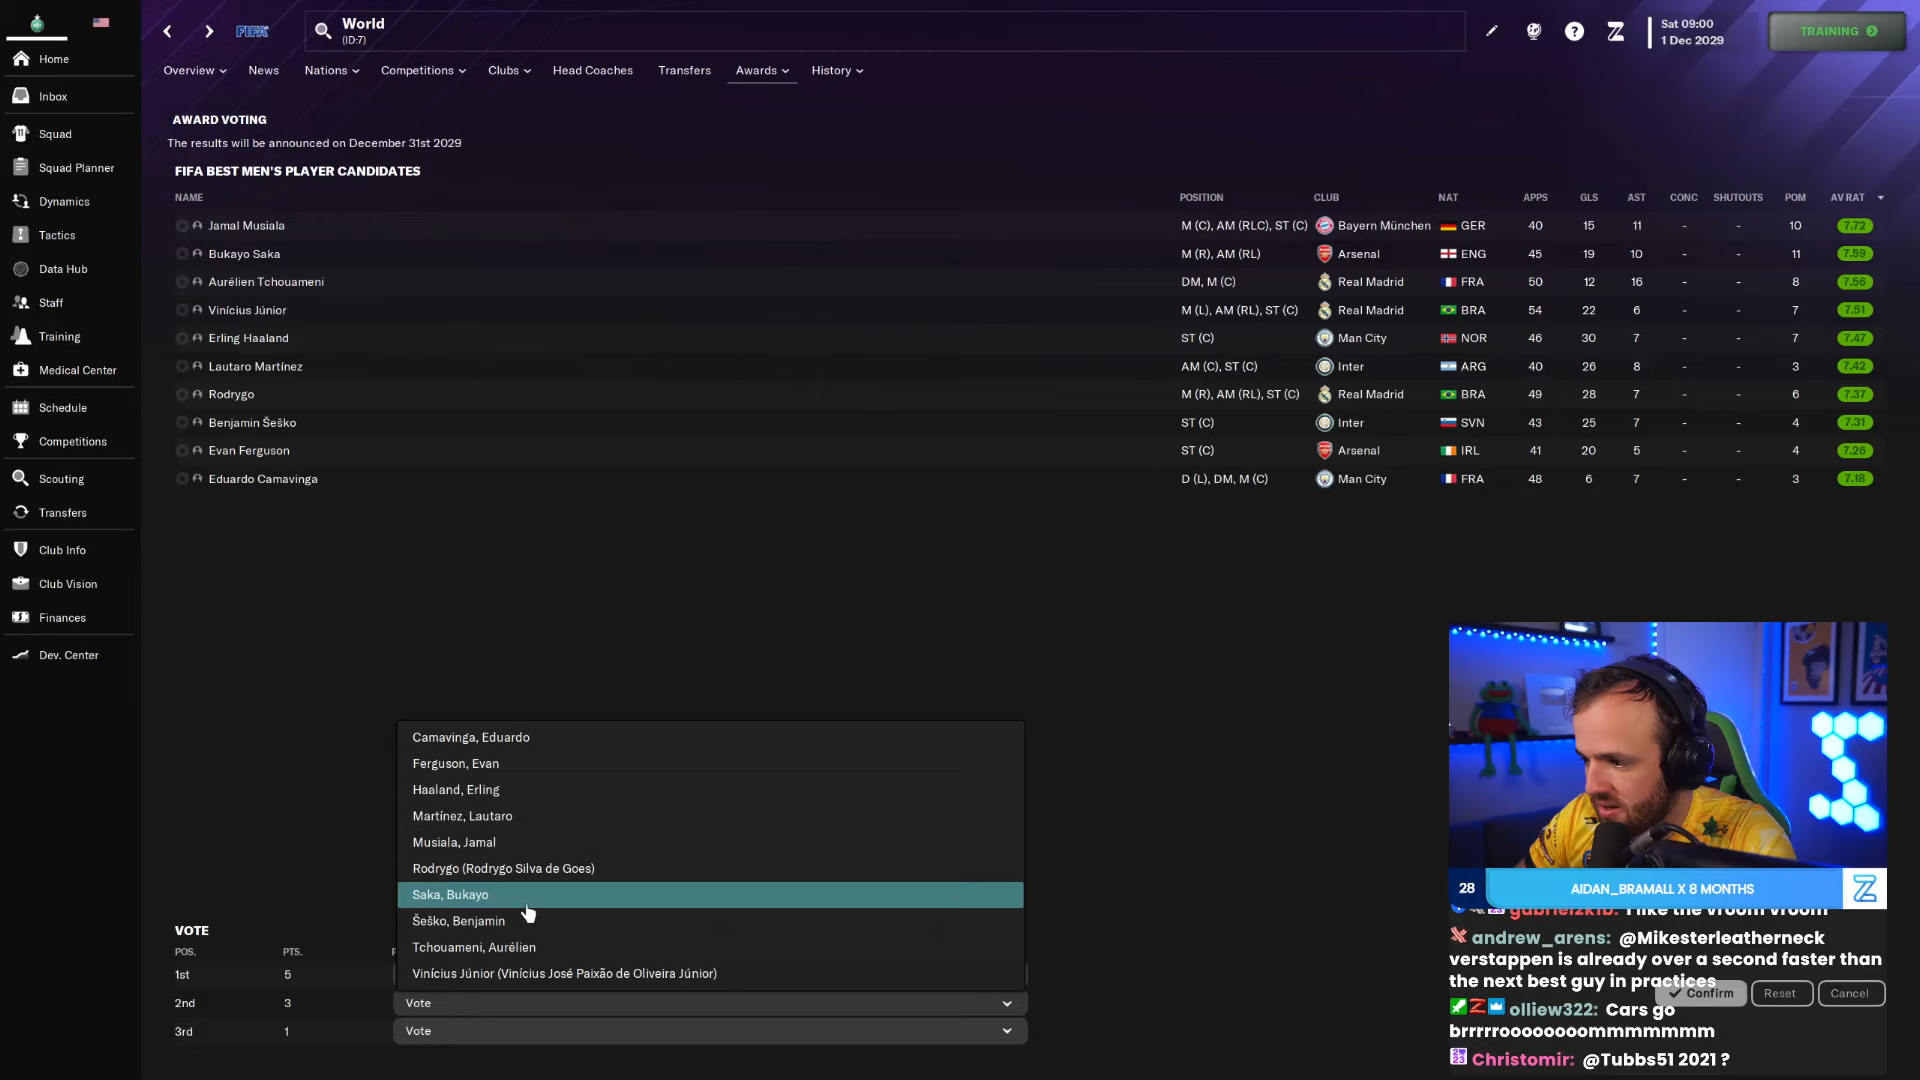 FIFA
World
(ID:7)
Sat 09:00
1 Dec 2029
TRAINING
Home
Inbox
Squad
Squad Planner
Dynamics
Tactics
Data Hub
Staff
Training
Medical Center
Schedule
Competitions
Scouting
Transfers
Club Info
Club Vision
Finances
Dev. Center
Overview News Nations Competitions Clubs Head Coaches Transfers Awards History
AWARD VOTING
The results will be announced on December 31st 2029
FIFA BEST MEN'S PLAYER CANDIDATES
NAME POSITION CLUB NAT APPS GLS AST CONC SHUTOUTS POM AV RAT
Jamal Musiala M (C), AM (RLC), ST (C) Bayern München GER 40 15 11 - - 10 7.72
Bukayo Saka M (R), AM (RL) Arsenal ENG 45 19 10 - - 11 7.59
Aurélien Tchouameni DM, M (C) Real Madrid FRA 50 12 16 - - 8 7.56
Vinícius Júnior M (L), AM (RL), ST (C) Real Madrid BRA 54 22 6 - - 7 7.51
Erling Haaland ST (C) Man City NOR 46 30 7 - - 7 7.47
Lautaro Martínez AM (C), ST (C) Inter ARG 40 26 8 - - 3 7.42
Rodrygo M (R), AM (RL), ST (C) Real Madrid BRA 49 28 7 - - 6 7.37
Benjamin Šeško ST (C) Inter SVN 43 25 7 - - 4 7.31
Evan Ferguson ST (C) Arsenal IRL 41 20 5 - - 4 7.26
Eduardo Camavinga D (L), DM, M (C) Man City FRA 48 6 7 - - 3 7.18
Camavinga, Eduardo
Ferguson, Evan
Haaland, Erling
Martínez, Lautaro
Musiala, Jamal
Rodrygo (Rodrygo Silva de Goes)
Saka, Bukayo
Šeško, Benjamin
Tchouameni, Aurélien
Vinícius Júnior (Vinícius José Paixão de Oliveira Júnior)
VOTE
POS. PTS.
1st 5
2nd 3 Vote
3rd 1 Vote
28 AIDAN_BRAMALL X 8 MONTHS
gabrielzk1b: I like the vroom vroom
andrew_arens: @Mikesterleatherneck
verstappen is already over a second faster than
the next best guy in practices
Confirm Reset Cancel
olliew322: Cars go
brrrrroooooooommmmmmm
Christomir: @Tubbs51 2021 ?